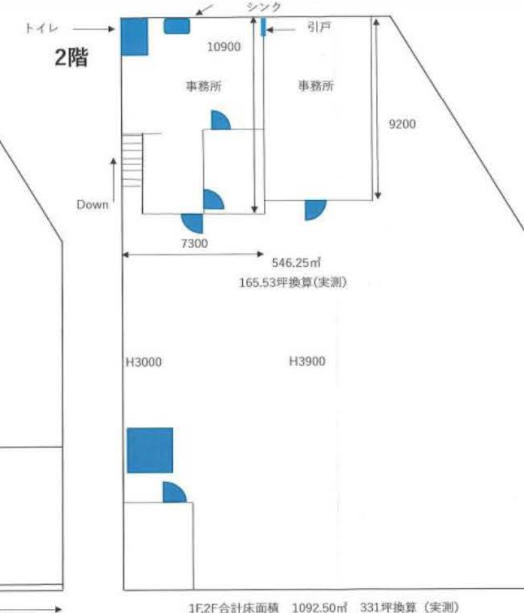 シンク
トイレ
引戸
2階
10900
事務所
事務所
9200
Down
7300
546.25㎡
165.53坪換算(実測)
H3000
H3900
1F,2F合計床面積 1092.50㎡ 331坪換算（実測）